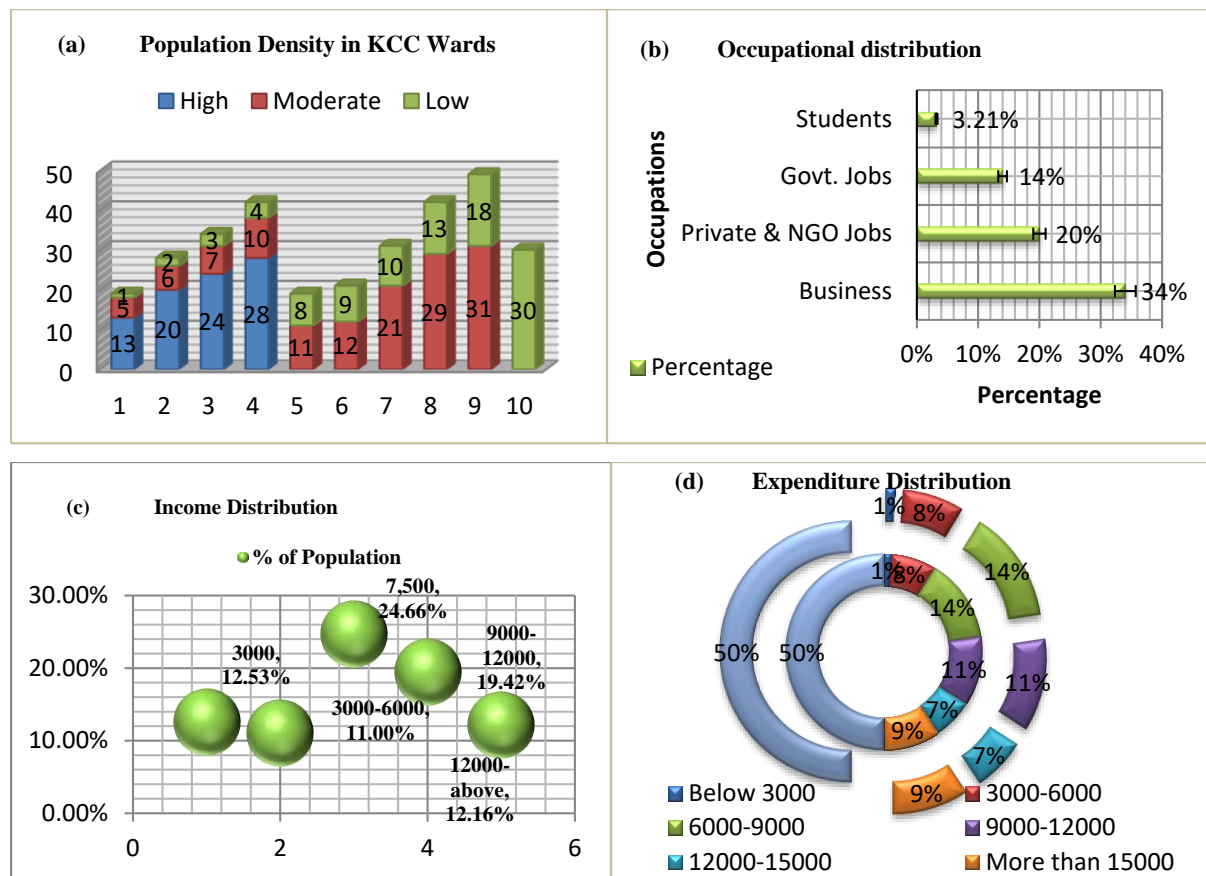 (a) Population Density in KCC Wards
High Moderate Low
50
40
30
20
10
0
1 2 3 4 5 6 7 8 9 10
13 5 1
20 6 2
24 7 3
28 10 4
11 8
12 9
21 10
29 13
31 18
30
(b) Occupational distribution
Occupations
Students 3.21%
Govt. Jobs 14%
Private & NGO Jobs 20%
Business 34%
0% 10% 20% 30% 40%
Percentage
Percentage
(c) Income Distribution
% of Population
30.00%
20.00%
10.00%
0.00%
0 2 4 6
3000,
12.53%
3000-6000,
11.00%
7,500,
24.66%
9000-
12000,
19.42%
12000-
above,
12.16%
(d) Expenditure Distribution
1%
8%
14%
11%
7%
9%
50%
1%
8%
14%
11%
7%
9%
50%
Below 3000 3000-6000
6000-9000 9000-12000
12000-15000 More than 15000